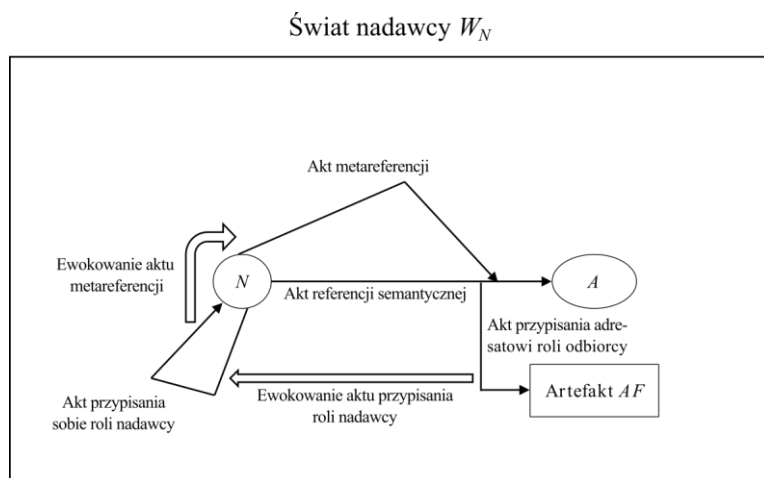 Świat nadawcy W_N
Akt metareferencji
Ewokowanie aktu
metareferencji
N
A
Akt referencji semantycznej
Akt przypisania adre-
satowi roli odbiorcy
Ewokowanie aktu przypisania
roli nadawcy
Artefakt AF
Akt przypisania
sobie roli nadawcy